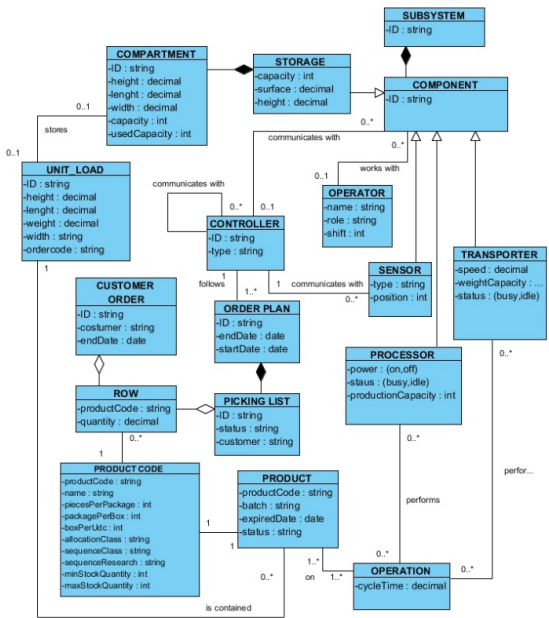 SUBSYSTEM
-ID : string
COMPARTMENT
-ID : string
-height : decimal
-lenght : decimal
-width : decimal
-capacity : int
-usedCapacity : int
STORAGE
-capacity : int
-surface : decimal
-height : decimal
COMPONENT
-ID : string
0..1
stores
0..1
communicates with
0..*
0..*
works with
0..1
UNIT_LOAD
-ID : string
-height : decimal
-lenght : decimal
-weight : decimal
-width : string
-ordercode : string
1
communicates with
0..*
0..1
OPERATOR
-name : string
-role : string
-shift : int
CONTROLLER
-ID : string
-type : string
1
follows
1..*
1
communicates with
0..*
SENSOR
-type : string
-position : int
TRANSPORTER
-speed : decimal
-weightCapacity : ...
-status : (busy,idle)
0..*
CUSTOMER
ORDER
-ID : string
-costumer : string
-endDate : date
ORDER PLAN
-ID : string
-endDate : date
-startDate : date
PROCESSOR
-power : (on,off)
-staus : (busy,idle)
-productionCapacity : int
0..*
ROW
-productCode : string
-quantity : decimal
0..*
1
PICKING LIST
-ID : string
-status : string
-customer : string
PRODUCT CODE
-productCode : string
-name : string
-piecesPerPackage : int
-packagePerBox : int
-boxPerUdc : int
-allocationClass : string
-sequenceClass : string
-sequenceResearch : string
-minStockQuantity : int
-maxStockQuantity : int
1
1
PRODUCT
-productCode : string
-batch : string
-expiredDate : date
-status : string
performs
perfor...
0..*
1..*
on
1..*
0..*
0..*
OPERATION
-cycleTime : decimal
is contained